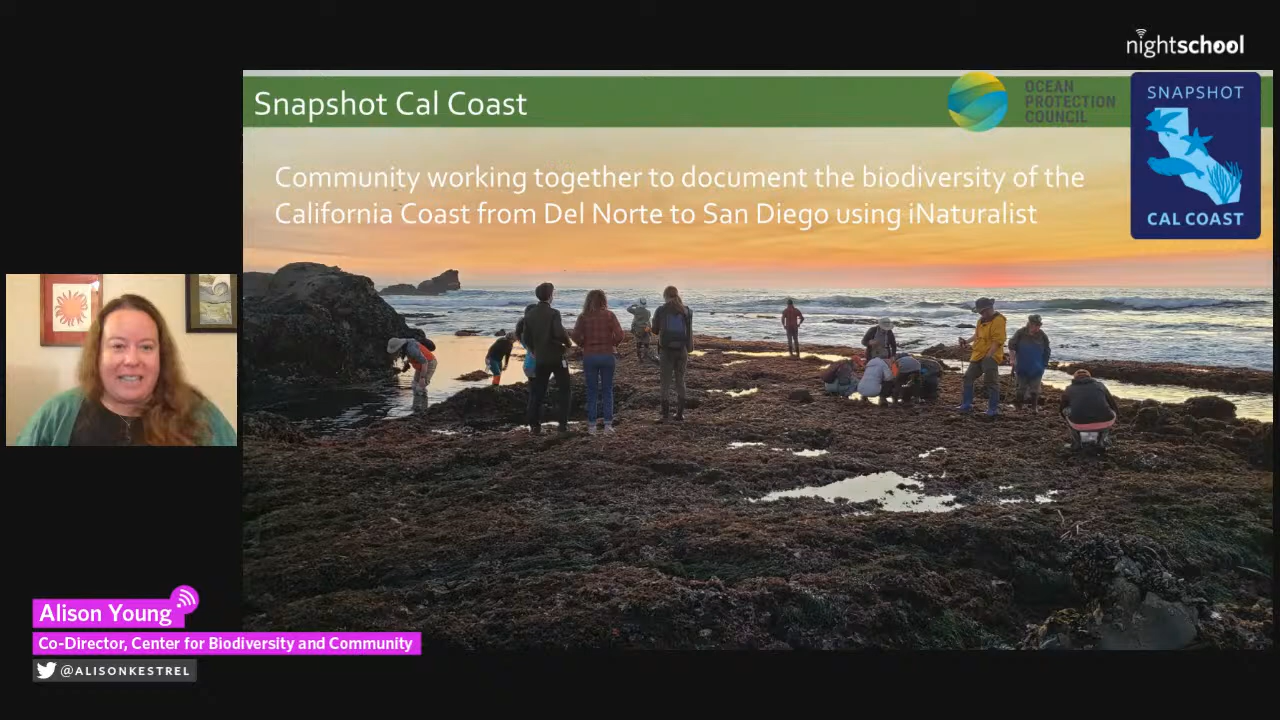 nightschool
Snapshot Cal Coast
OCEAN
PROTECTION
COUNCIL
SNAPSHOT
CAL COAST
Community working together to document the biodiversity of the
California Coast from Del Norte to San Diego using iNaturalist
Alison Young
Co-Director, Center for Biodiversity and Community
@ALISONKESTREL